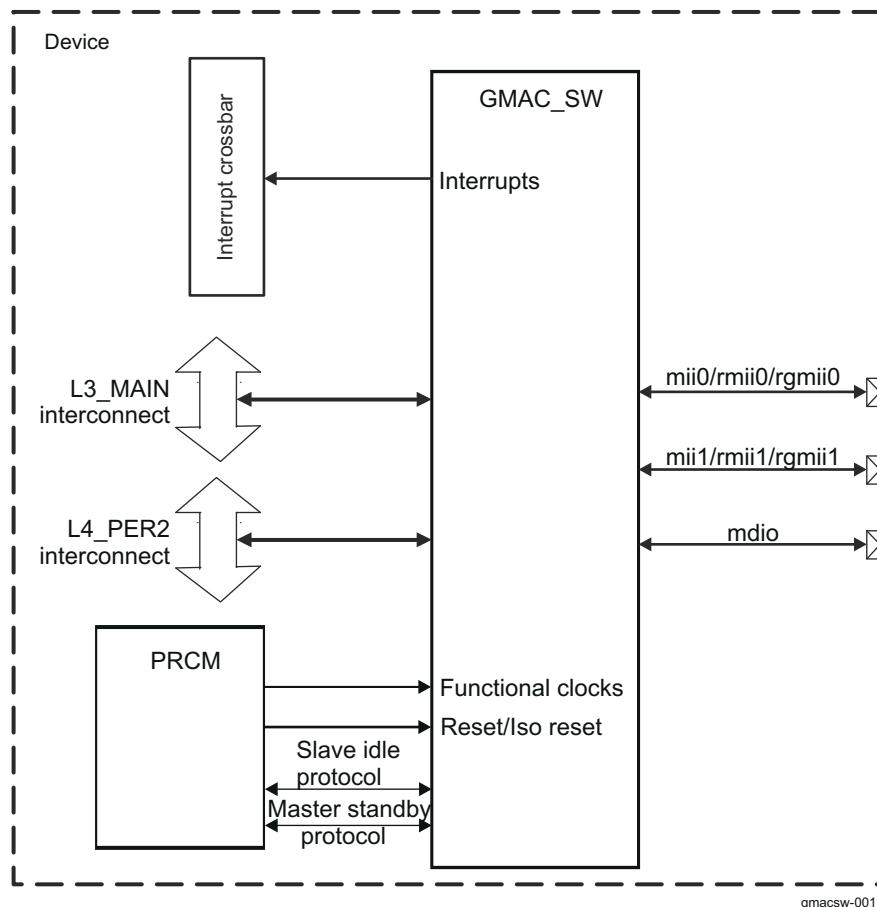 Device
GMAC_SW
Interrupt crossbar
Interrupts
L3_MAIN
interconnect
mii0/rmii0/rgmii0
mii1/rmii1/rgmii1
L4_PER2
interconnect
mdio
PRCM
Functional clocks
Reset/Iso reset
Slave idle
protocol
Master standby
protocol
gmacsw-001